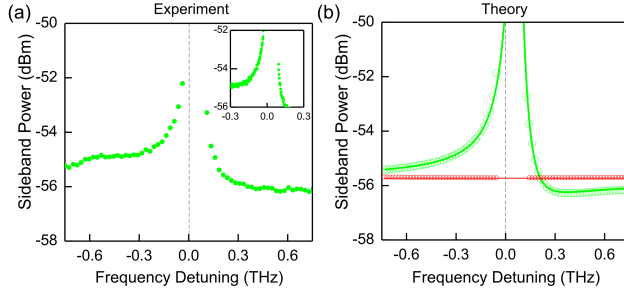 (a) Experiment
-50
-52
-54
-56
-58
Sideband Power (dBm)
-0.6 -0.3 0.0 0.3 0.6
Frequency Detuning (THz)
-52
-54
-56
-0.3 0.0 0.3
(b) Theory
-50
-52
-54
-56
-58
Sideband Power (dBm)
-0.6 -0.3 0.0 0.3 0.6
Frequency Detuning (THz)